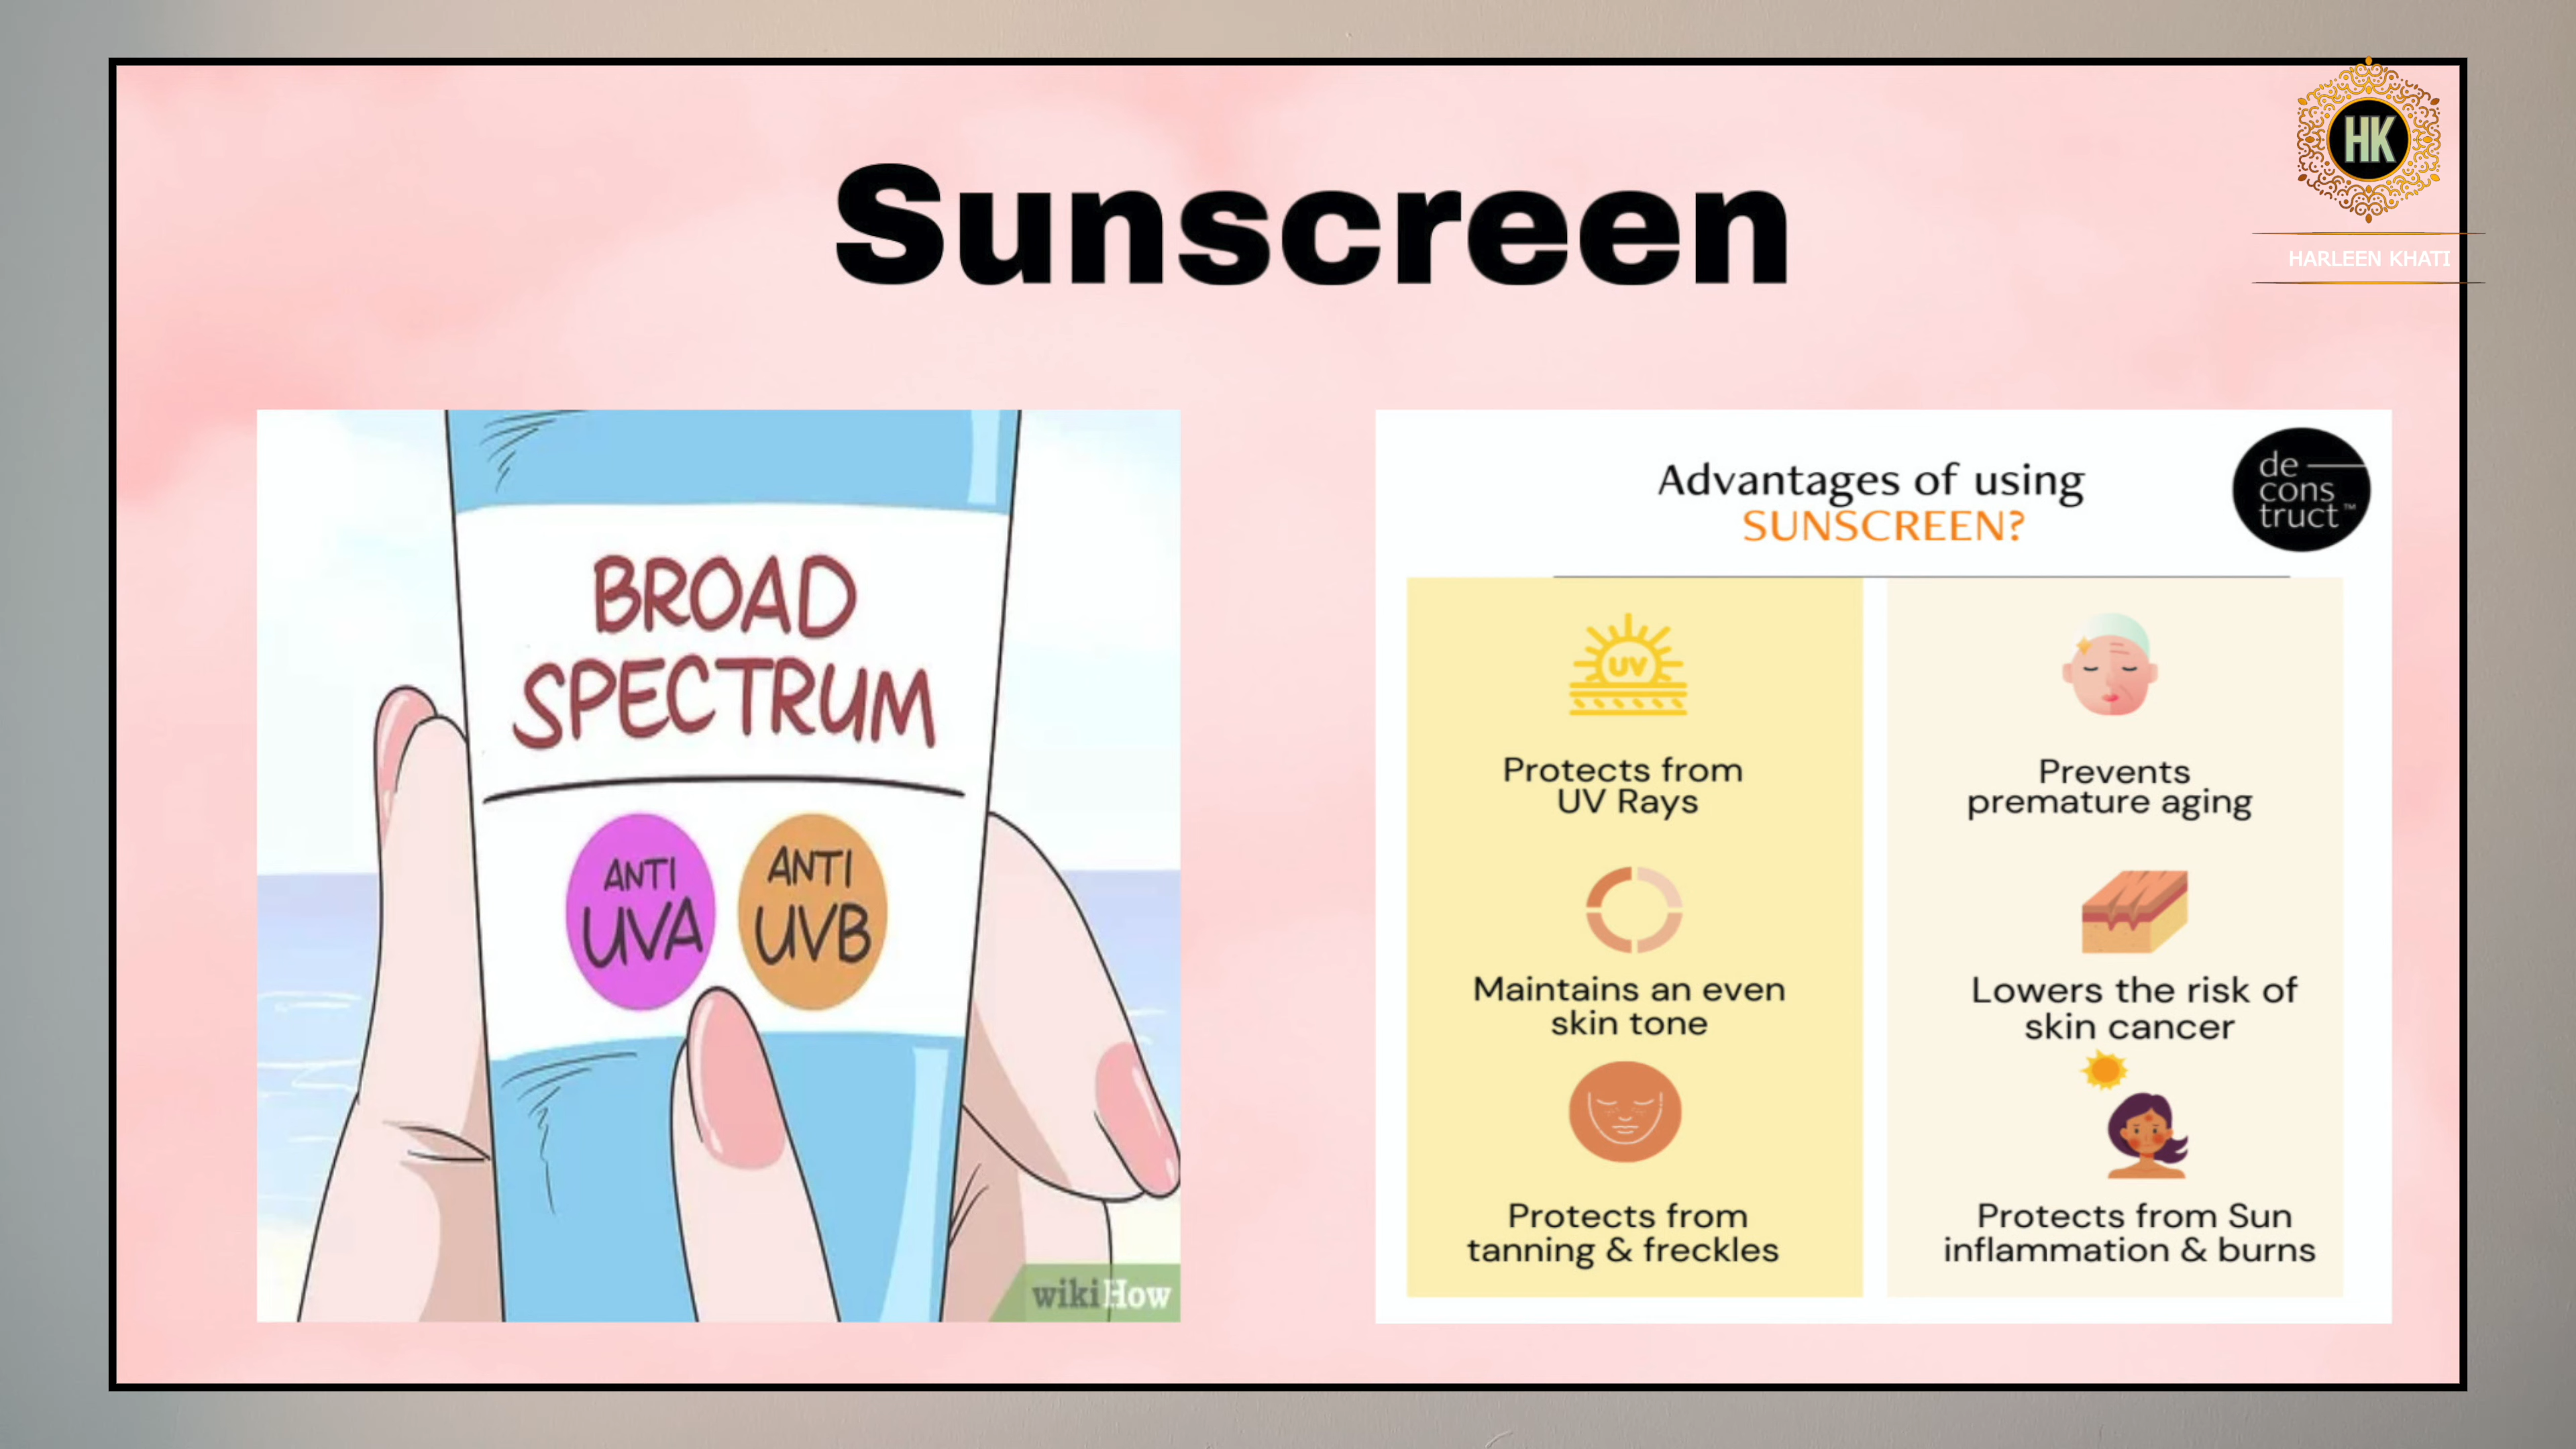 Sunscreen
HK
HARLEEN KHATI
BROAD
SPECTRUM
ANTI
UVA
ANTI
UVB
wikiHow
Advantages of using
SUNSCREEN?
de
cons
truct™
UV
Protects from
UV Rays
Prevents
premature aging
Maintains an even
skin tone
Lowers the risk of
skin cancer
Protects from
tanning & freckles
Protects from Sun
inflammation & burns